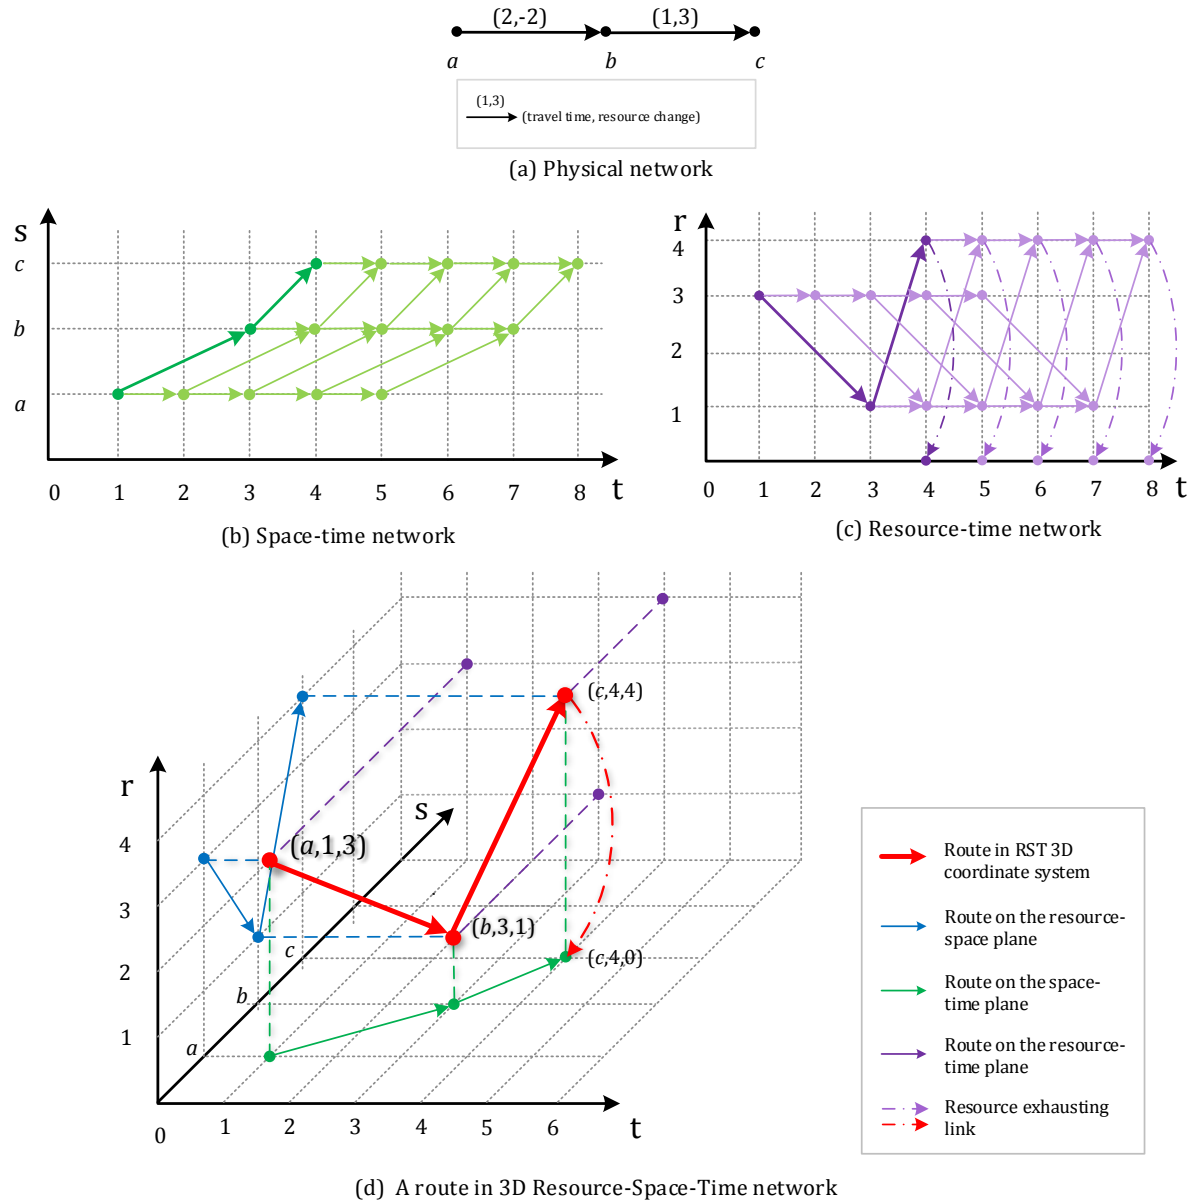 (2,-2) (1,3)
a b c
(1,3)
(travel time, resource change)
(a) Physical network
s
c
b
a
0 1 2 3 4 5 6 7 8 t
(b) Space-time network
r
4
3
2
1
0 1 2 3 4 5 6 7 8 t
(c) Resource-time network
(c,4,4)
r
s
4
(a,1,3)
3
(b,3,1)
c
(c,4,0)
2
b
1
a
0 1 2 3 4 5 6 t
Route in RST 3D
coordinate system
Route on the resource-
space plane
Route on the space-
time plane
Route on the resource-
time plane
Resource exhausting
link
(d) A route in 3D Resource-Space-Time network